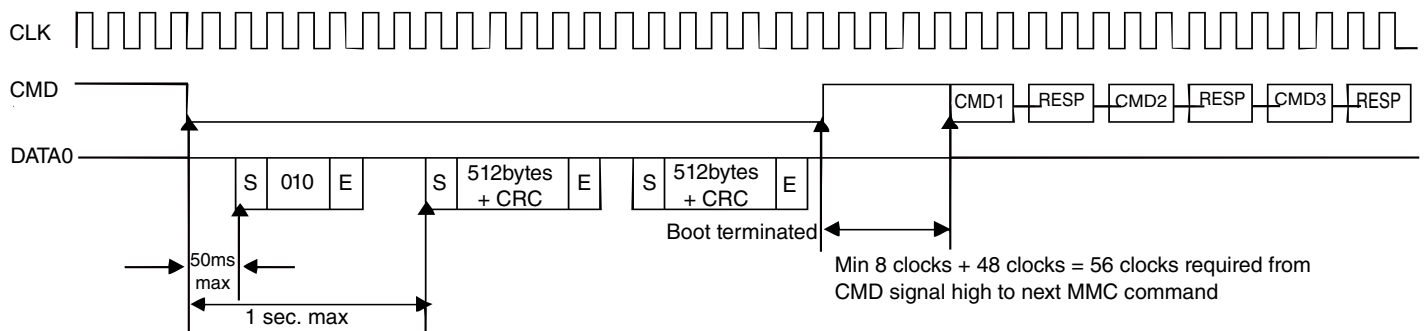 CLK
CMD
CMD1 RESP CMD2 RESP CMD3 RESP
DATA0
S 010 E S 512bytes + CRC E S 512bytes + CRC E
Boot terminated
50ms
max
Min 8 clocks + 48 clocks = 56 clocks required from
CMD signal high to next MMC command
1 sec. max